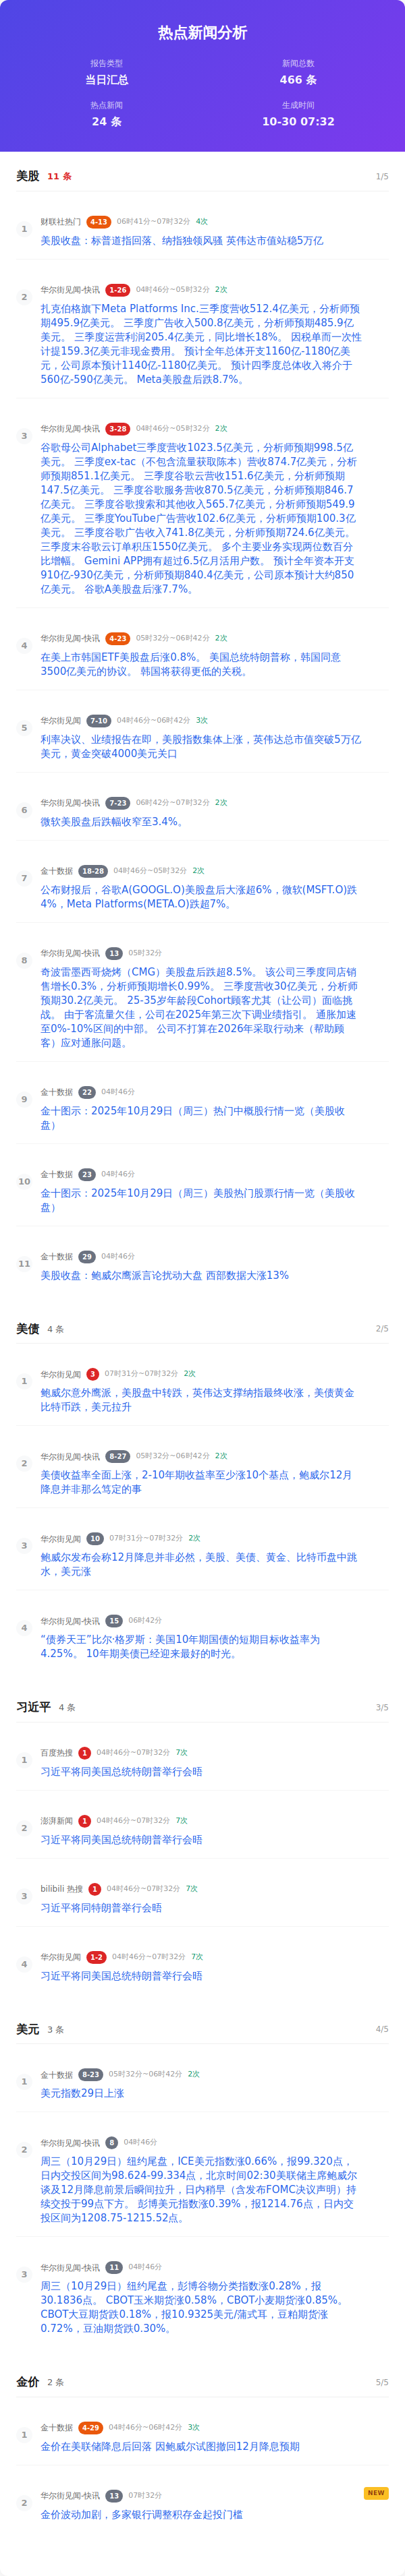 热点新闻分析
报告类型 新闻总数
当日汇总 466 条
热点新闻 生成时间
24 条 10-30 07:32
美股 11 条 1/5
1 财联社热门 4-13 06时41分~07时32分 4次
美股收盘：标普道指回落、纳指独领风骚 英伟达市值站稳5万亿
2 华尔街见闻-快讯 1-26 04时46分~05时32分 2次
扎克伯格旗下Meta Platforms Inc.三季度营收512.4亿美元，分析师预
期495.9亿美元。 三季度广告收入500.8亿美元，分析师预期485.9亿
美元。 三季度运营利润205.4亿美元，同比增长18%。 因税单而一次性
计提159.3亿美元非现金费用。 预计全年总体开支1160亿-1180亿美
元，公司原本预计1140亿-1180亿美元。 预计四季度总体收入将介于
560亿-590亿美元。 Meta美股盘后跌8.7%。
3 华尔街见闻-快讯 3-28 04时46分~05时32分 2次
谷歌母公司Alphabet三季度营收1023.5亿美元，分析师预期998.5亿
美元。 三季度ex-tac（不包含流量获取陈本）营收874.7亿美元，分析
师预期851.1亿美元。 三季度谷歌云营收151.6亿美元，分析师预期
147.5亿美元。 三季度谷歌服务营收870.5亿美元，分析师预期846.7
亿美元。 三季度谷歌搜索和其他收入565.7亿美元，分析师预期549.9
亿美元。 三季度YouTube广告营收102.6亿美元，分析师预期100.3亿
美元。 三季度谷歌广告收入741.8亿美元，分析师预期724.6亿美元。
三季度末谷歌云订单积压1550亿美元。 多个主要业务实现两位数百分
比增幅。 Gemini APP拥有超过6.5亿月活用户数。 预计全年资本开支
910亿-930亿美元，分析师预期840.4亿美元，公司原本预计大约850
亿美元。 谷歌A美股盘后涨7.7%。
4 华尔街见闻-快讯 4-23 05时32分~06时42分 2次
在美上市韩国ETF美股盘后涨0.8%。 美国总统特朗普称，韩国同意
3500亿美元的协议。 韩国将获得更低的关税。
5 华尔街见闻 7-10 04时46分~06时42分 3次
利率决议、业绩报告在即，美股指数集体上涨，英伟达总市值突破5万亿
美元，黄金突破4000美元关口
6 华尔街见闻-快讯 7-23 06时42分~07时32分 2次
微软美股盘后跌幅收窄至3.4%。
7 金十数据 18-28 04时46分~05时32分 2次
公布财报后，谷歌A(GOOGL.O)美股盘后大涨超6%，微软(MSFT.O)跌
4%，Meta Platforms(META.O)跌超7%。
8 华尔街见闻-快讯 13 05时32分
奇波雷墨西哥烧烤（CMG）美股盘后跌超8.5%。 该公司三季度同店销
售增长0.3%，分析师预期增长0.99%。 三季度营收30亿美元，分析师
预期30.2亿美元。 25-35岁年龄段Cohort顾客尤其（让公司）面临挑
战。 由于客流量欠佳，公司在2025年第三次下调业绩指引。 通胀加速
至0%-10%区间的中部。 公司不打算在2026年采取行动来（帮助顾
客）应对通胀问题。
9 金十数据 22 04时46分
金十图示：2025年10月29日（周三）热门中概股行情一览（美股收
盘）
10 金十数据 23 04时46分
金十图示：2025年10月29日（周三）美股热门股票行情一览（美股收
盘）
11 金十数据 29 04时46分
美股收盘：鲍威尔鹰派言论扰动大盘 西部数据大涨13%
美债 4 条 2/5
1 华尔街见闻 3 07时31分~07时32分 2次
鲍威尔意外鹰派，美股盘中转跌，英伟达支撑纳指最终收涨，美债黄金
比特币跌，美元拉升
2 华尔街见闻-快讯 8-27 05时32分~06时42分 2次
美债收益率全面上涨，2-10年期收益率至少涨10个基点，鲍威尔12月
降息并非那么笃定的事
3 华尔街见闻 10 07时31分~07时32分 2次
鲍威尔发布会称12月降息并非必然，美股、美债、黄金、比特币盘中跳
水，美元涨
4 华尔街见闻-快讯 15 06时42分
“债券天王”比尔·格罗斯：美国10年期国债的短期目标收益率为
4.25%。 10年期美债已经迎来最好的时光。
习近平 4 条 3/5
1 百度热搜 1 04时46分~07时32分 7次
习近平将同美国总统特朗普举行会晤
2 澎湃新闻 1 04时46分~07时32分 7次
习近平将同美国总统特朗普举行会晤
3 bilibili 热搜 1 04时46分~07时32分 7次
习近平将同特朗普举行会晤
4 华尔街见闻 1-2 04时46分~07时32分 7次
习近平将同美国总统特朗普举行会晤
美元 3 条 4/5
1 金十数据 8-23 05时32分~06时42分 2次
美元指数29日上涨
2 华尔街见闻-快讯 8 04时46分
周三（10月29日）纽约尾盘，ICE美元指数涨0.66%，报99.320点，
日内交投区间为98.624-99.334点，北京时间02:30美联储主席鲍威尔
谈及12月降息前景后瞬间拉升，日内稍早（含发布FOMC决议声明）持
续交投于99点下方。 彭博美元指数涨0.39%，报1214.76点，日内交
投区间为1208.75-1215.52点。
3 华尔街见闻-快讯 11 04时46分
周三（10月29日）纽约尾盘，彭博谷物分类指数涨0.28%，报
30.1836点。 CBOT玉米期货涨0.58%，CBOT小麦期货涨0.85%。
CBOT大豆期货跌0.18%，报10.9325美元/蒲式耳，豆粕期货涨
0.72%，豆油期货跌0.30%。
金价 2 条 5/5
1 金十数据 4-29 04时46分~06时42分 3次
金价在美联储降息后回落 因鲍威尔试图撤回12月降息预期
2 华尔街见闻-快讯 13 07时32分 NEW
金价波动加剧，多家银行调整积存金起投门槛